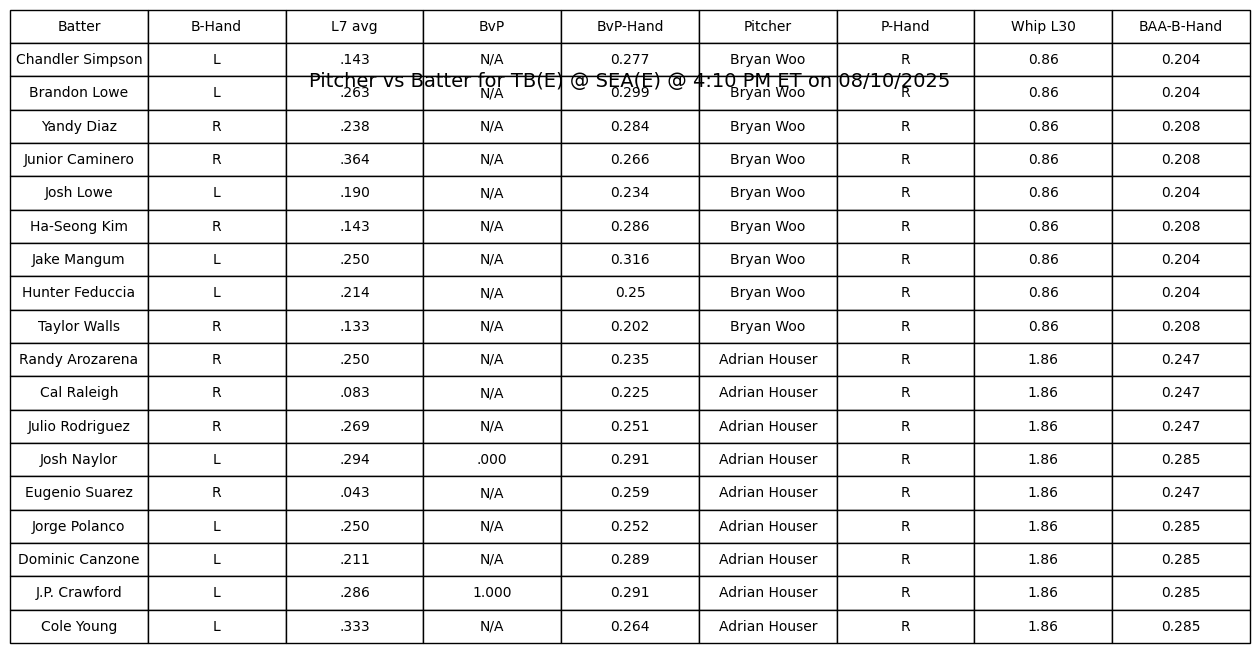 Batter B-Hand L7 avg BvP BvP-Hand Pitcher P-Hand Whip L30 BAA-B-Hand
Chandler Simpson L .143 N/A 0.277 Bryan Woo R 0.86 0.204
Pitcher vs Batter for TB(E) @ SEA(E) @ 4:10 PM ET on 08/10/2025
Brandon Lowe L .263 N/A 0.299 Bryan Woo R 0.86 0.204
Yandy Diaz R .238 N/A 0.284 Bryan Woo R 0.86 0.208
Junior Caminero R .364 N/A 0.266 Bryan Woo R 0.86 0.208
Josh Lowe L .190 N/A 0.234 Bryan Woo R 0.86 0.204
Ha-Seong Kim R .143 N/A 0.286 Bryan Woo R 0.86 0.208
Jake Mangum L .250 N/A 0.316 Bryan Woo R 0.86 0.204
Hunter Feduccia L .214 N/A 0.25 Bryan Woo R 0.86 0.204
Taylor Walls R .133 N/A 0.202 Bryan Woo R 0.86 0.208
Randy Arozarena R .250 N/A 0.235 Adrian Houser R 1.86 0.247
Cal Raleigh R .083 N/A 0.225 Adrian Houser R 1.86 0.247
Julio Rodriguez R .269 N/A 0.251 Adrian Houser R 1.86 0.247
Josh Naylor L .294 .000 0.291 Adrian Houser R 1.86 0.285
Eugenio Suarez R .043 N/A 0.259 Adrian Houser R 1.86 0.247
Jorge Polanco L .250 N/A 0.252 Adrian Houser R 1.86 0.285
Dominic Canzone L .211 N/A 0.289 Adrian Houser R 1.86 0.285
J.P. Crawford L .286 1.000 0.291 Adrian Houser R 1.86 0.285
Cole Young L .333 N/A 0.264 Adrian Houser R 1.86 0.285